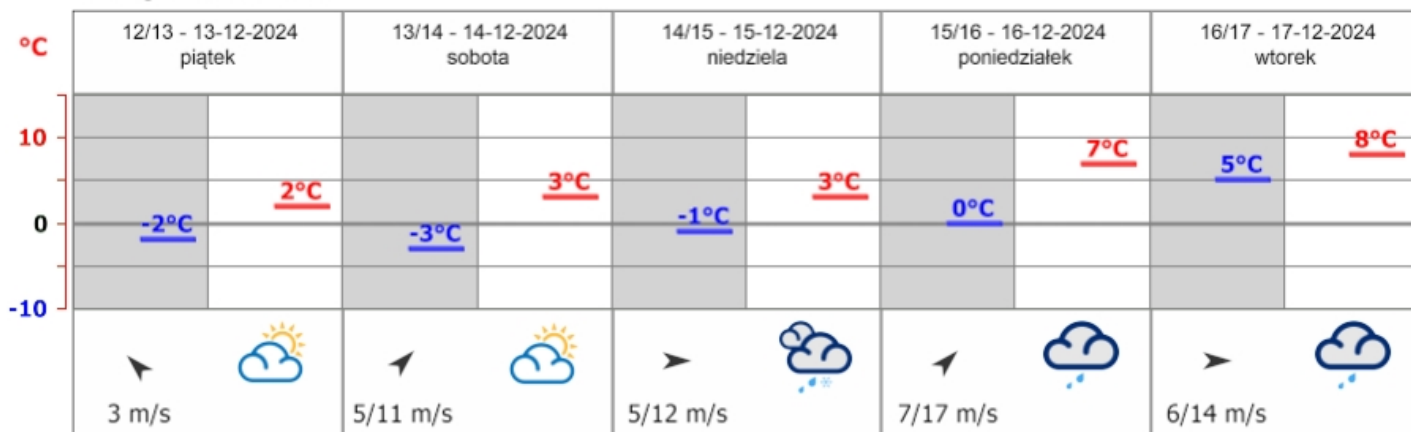 °C
12/13 - 13-12-2024
piątek
13/14 - 14-12-2024
sobota
14/15 - 15-12-2024
niedziela
15/16 - 16-12-2024
poniedziałek
16/17 - 17-12-2024
wtorek
10
0
-10
-2°C
2°C
-3°C
3°C
-1°C
3°C
0°C
7°C
5°C
8°C
3 m/s
5/11 m/s
5/12 m/s
7/17 m/s
6/14 m/s